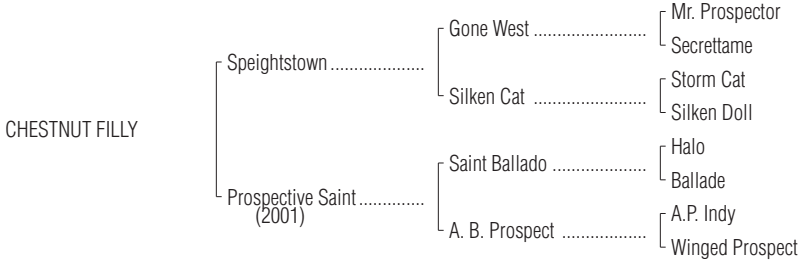 Mr. Prospector
Gone West ........................
Secrettame
Speightstown ....................
Storm Cat
Silken Cat ........................
Silken Doll
CHESTNUT FILLY
Halo
Saint Ballado ....................
Ballade
Prospective Saint ..............
(2001)
A.P. Indy
A. B. Prospect ..................
Winged Prospect